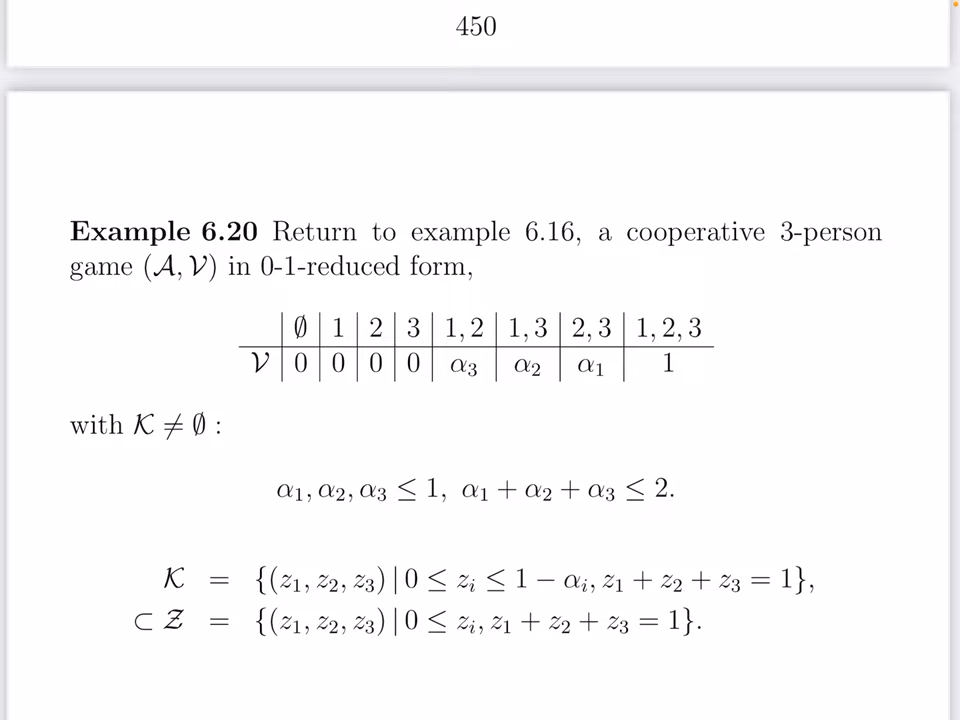 450
Example 6.20 Return to example 6.16, a cooperative 3-person
game (𝒜, 𝒱) in 0-1-reduced form,
∅ | 1 | 2 | 3 | 1, 2 | 1, 3 | 2, 3 | 1, 2, 3
𝒱 | 0 | 0 | 0 | 0 | α₃ | α₂ | α₁ | 1
with 𝒦 ≠ ∅ :
α₁, α₂, α₃ ≤ 1, α₁ + α₂ + α₃ ≤ 2.
𝒦 = {(z₁, z₂, z₃) | 0 ≤ zᵢ ≤ 1 − αᵢ, z₁ + z₂ + z₃ = 1},
⊂ 𝒵 = {(z₁, z₂, z₃) | 0 ≤ zᵢ, z₁ + z₂ + z₃ = 1}.